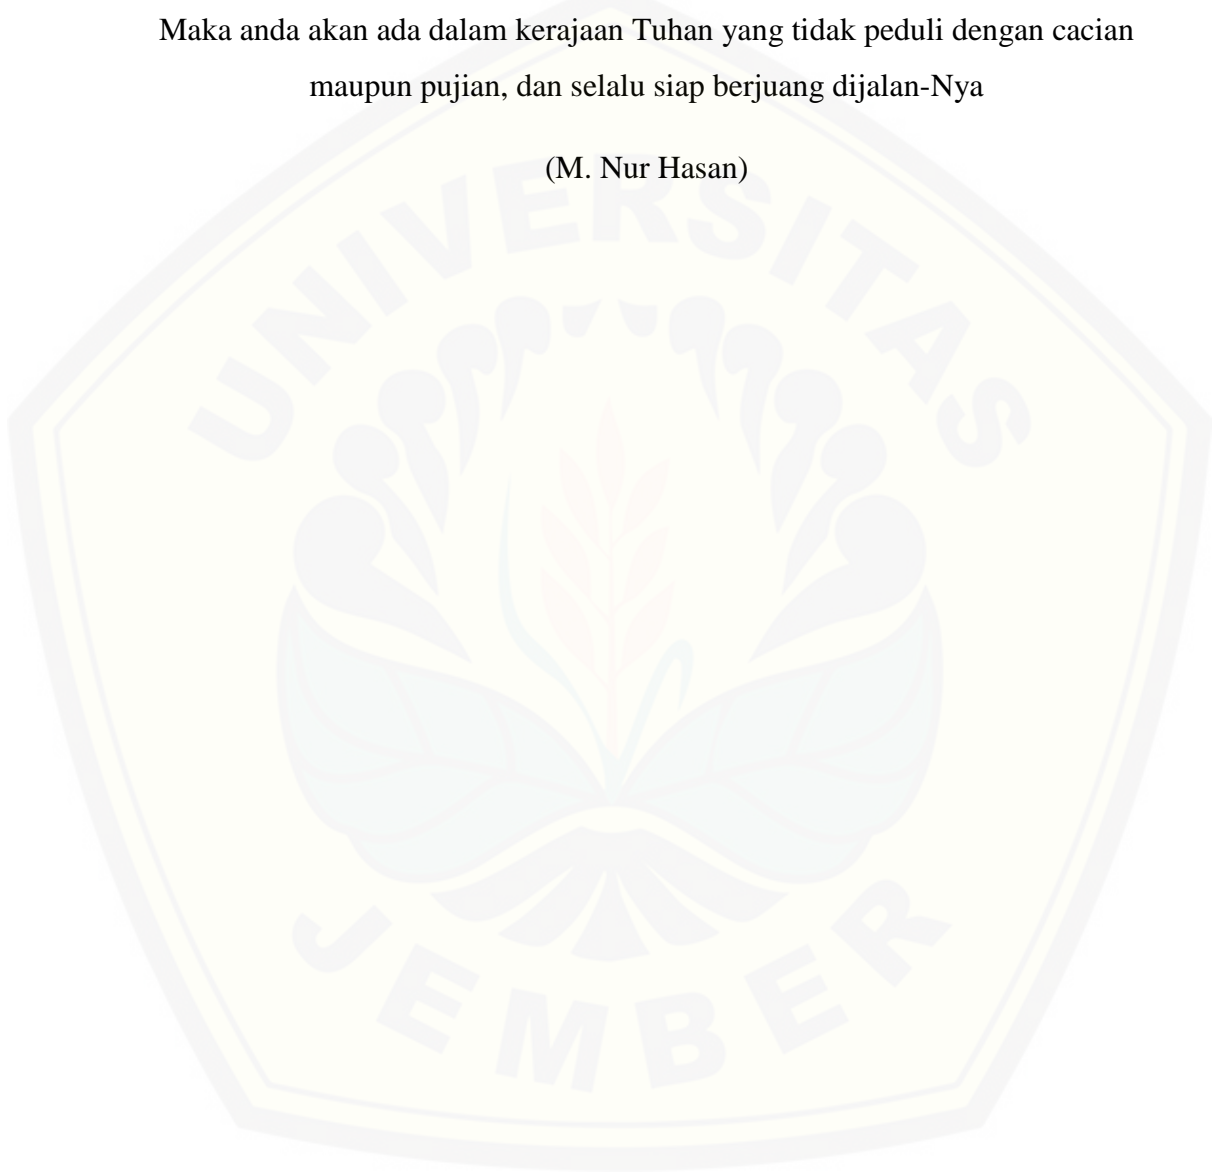 Maka anda akan ada dalam kerajaan Tuhan yang tidak peduli dengan cacian
maupun pujian, dan selalu siap berjuang dijalan-Nya
(M. Nur Hasan)
UNIVERSITAS
JEMBER